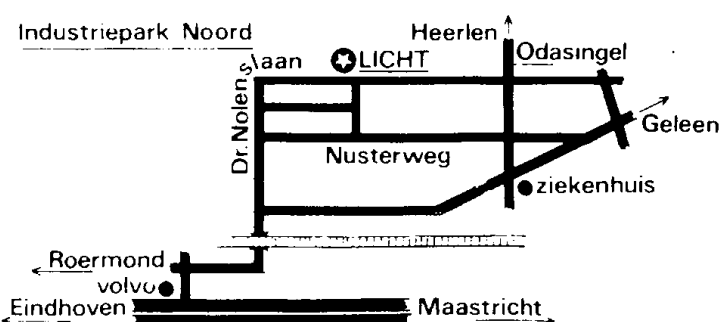 Industriepark Noord
Heerlen
Odasingel
Dr. Nolenslaan
LICHT
Geleen
Nusterweg
ziekenhuis
Roermond
volvo
Eindhoven
Maastricht